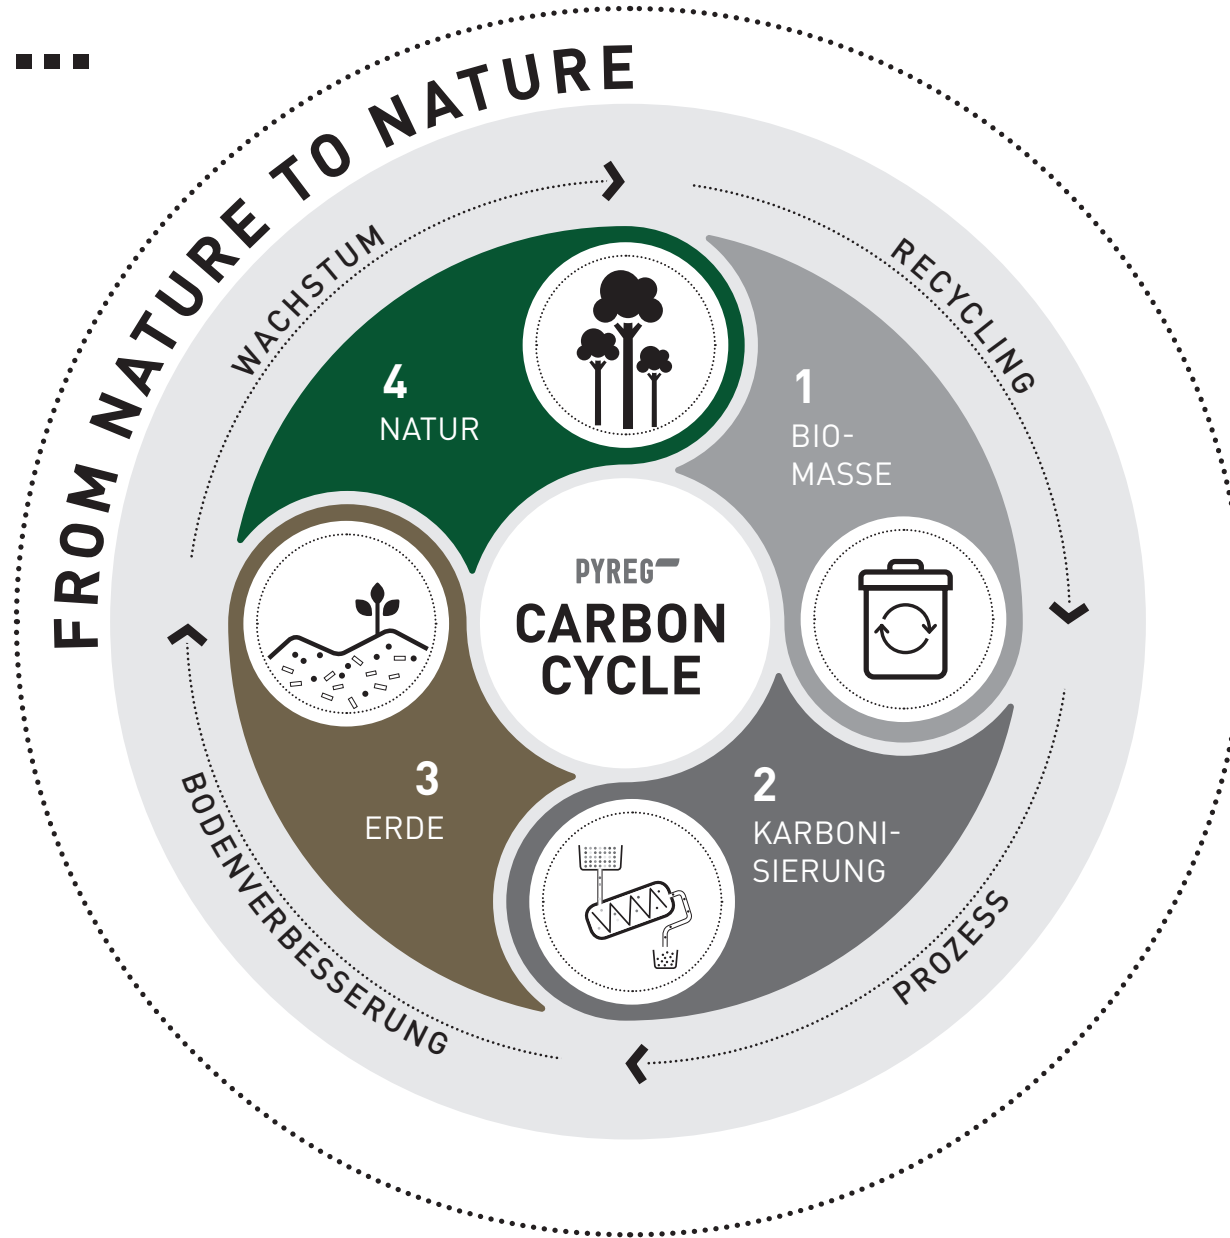 FROM NATURE TO NATURE
WACHSTUM
RECYCLING
4
NATUR
1
BIO-
MASSE
PYREG
CARBON
CYCLE
3
ERDE
2
KARBONI-
SIERUNG
BODENVERBESSERUNG
PROZESS